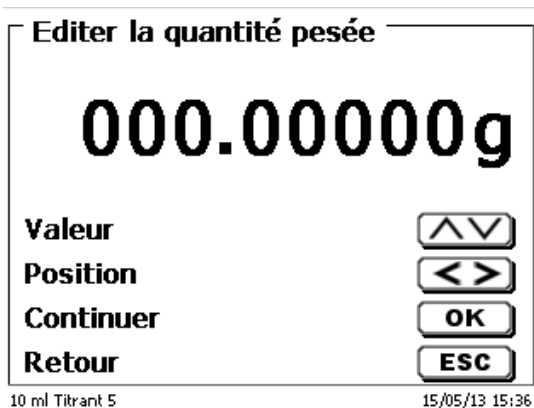 Editer la quantité pesée
000.00000g
Valeur
Position
Continuer OK
Retour ESC
10 ml Titrant 5 15/05/13 15:36